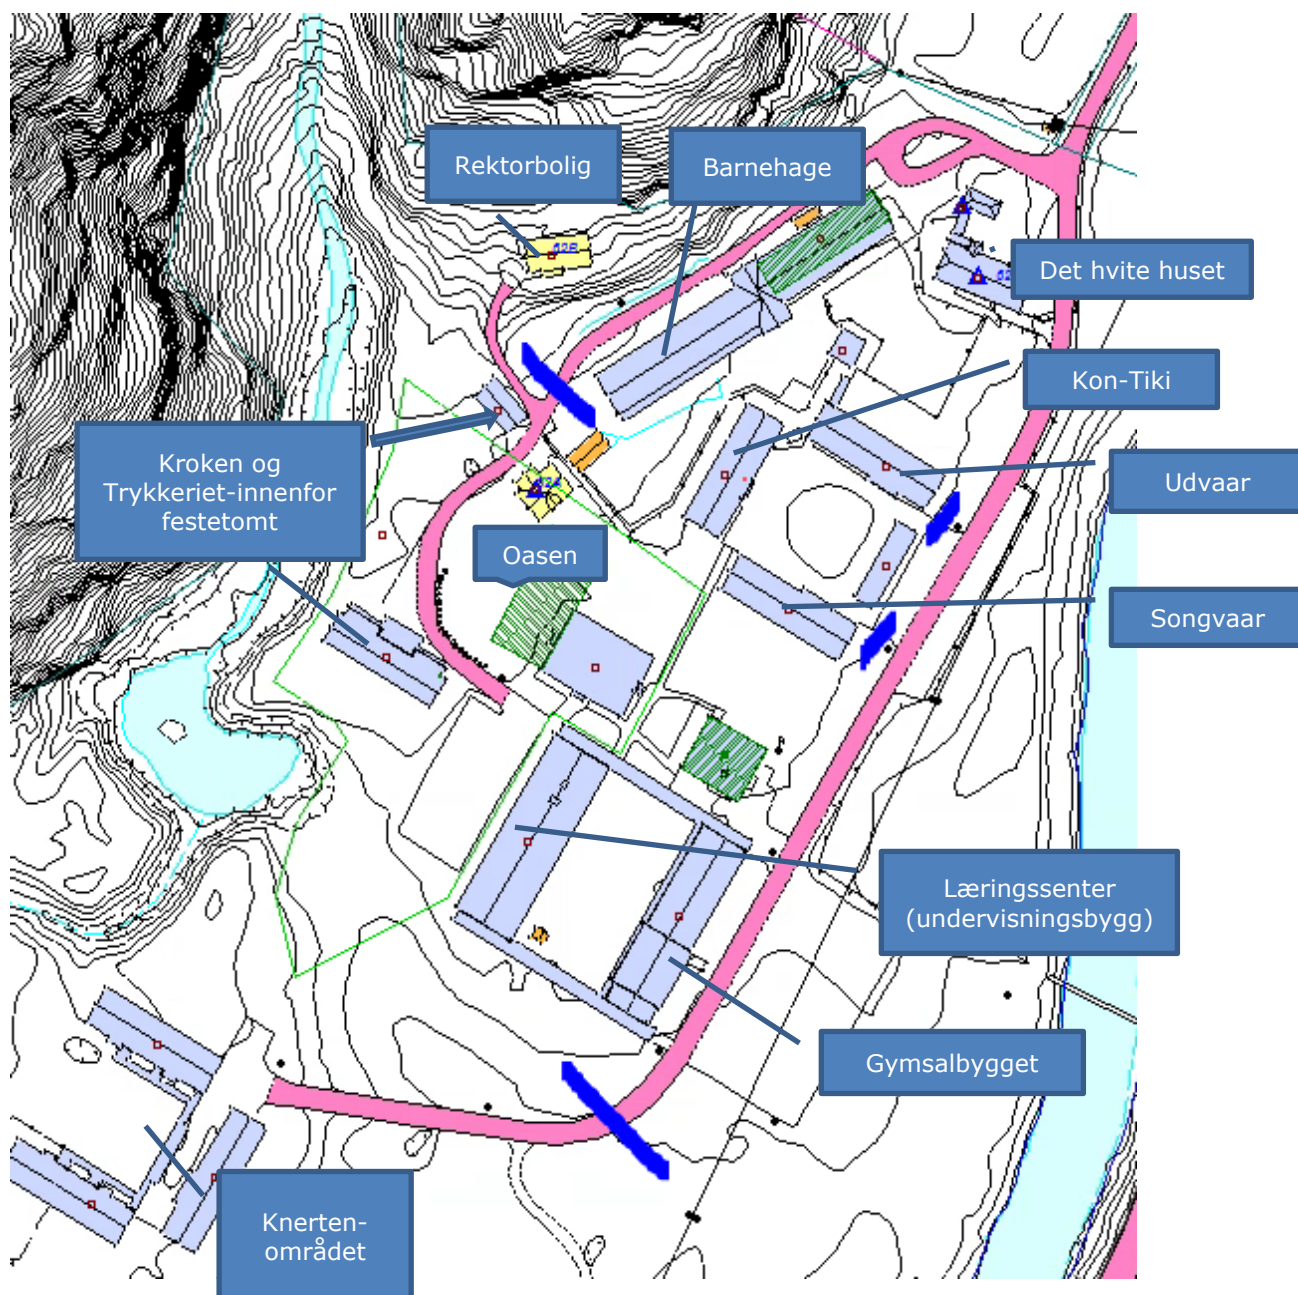 Rektorbolig
Barnehage
Det hvite huset
Kon-Tiki
Kroken og
Trykkeriet-innenfor
festetomt
Udvaar
Oasen
Songvaar
Læringssenter
(undervisningsbygg)
Gymsalbygget
Knerten-
området